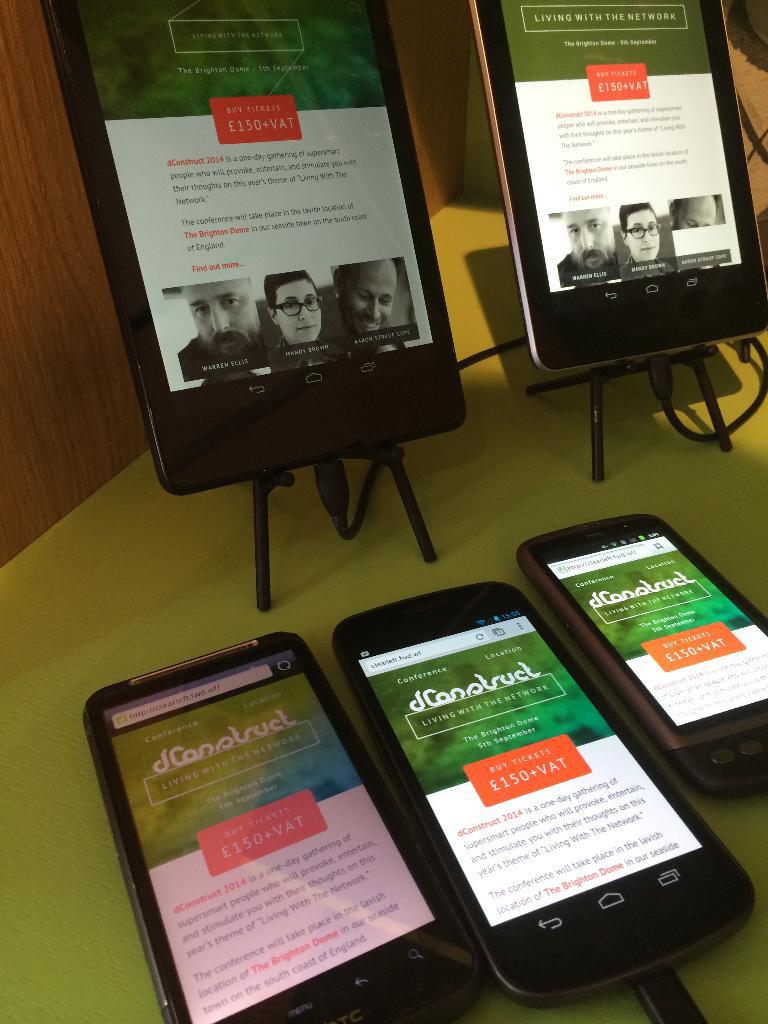 LIVING WITH THE NETWORK
The Brighton Dome - 5th September
BUY TICKETS
£150+VAT
dConstruct 2014 is a one-day gathering of supersmart
people who will provoke, entertain, and stimulate you with
their thoughts on this year's theme of "Living With The
Network."
The conference will take place in the lavish location of
The Brighton Dome in our seaside town on the south coast
of England.
Find out more...
WARREN ELLIS
MANDY BROWN
AARON STRAUP COPE
LIVING WITH THE NETWORK
The Brighton Dome - 5th September
BUY TICKETS
£150+VAT
dConstruct 2014 is a one-day gathering of supersmart
people who will provoke, entertain, and stimulate you
with their thoughts on this year's theme of "Living With
The Network."
The conference will take place in the lavish location of
The Brighton Dome in our seaside town on the south
coast of England.
Find out more...
WARREN ELLIS
MANDY BROWN
AARON STRAUP COPE
http://clearleft.fwd.wf/
Conference
Location
dConstruct
LIVING WITH THE NETWORK
The Brighton Dome
5th September
BUY TICKETS
£150+VAT
dConstruct 2014 is a one-day gathering of
supersmart people who will provoke, entertain,
and stimulate you with their thoughts on this
year's theme of "Living With The Network."
The conference will take place in the lavish
location of The Brighton Dome in our seaside
town on the south coast of England.
MENU
HTC
15:05
clearleft.fwd.wf
Conference
Location
dConstruct
LIVING WITH THE NETWORK
The Brighton Dome
5th September
BUY TICKETS
£150+VAT
dConstruct 2014 is a one-day gathering of
supersmart people who will provoke, entertain,
and stimulate you with their thoughts on this
year's theme of "Living With The Network."
The conference will take place in the lavish
location of The Brighton Dome in our seaside
http://clearleft.fwd.wf/
Conference
Location
dConstruct
LIVING WITH THE NETWORK
The Brighton Dome
5th September
BUY TICKETS
£150+VAT
dConstruct 2014 is a one-day gathering of